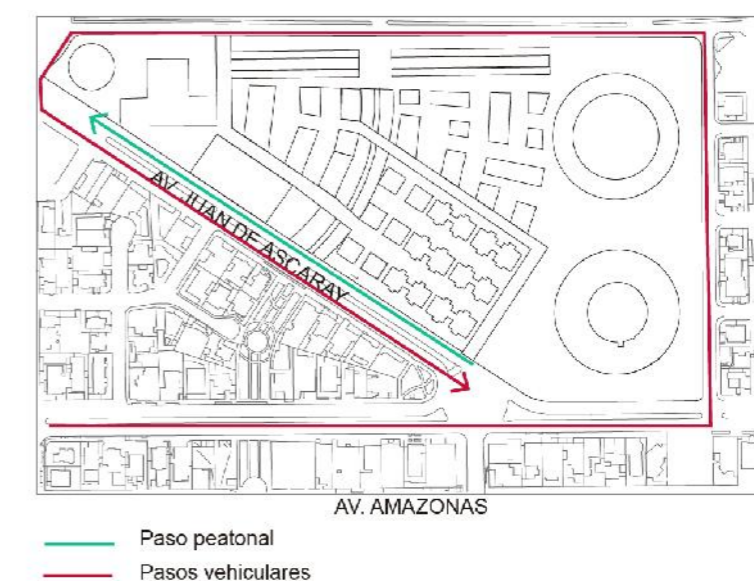 AV. JUAN DE ASCARAY
AV. AMAZONAS
Paso peatonal
Pasos vehiculares